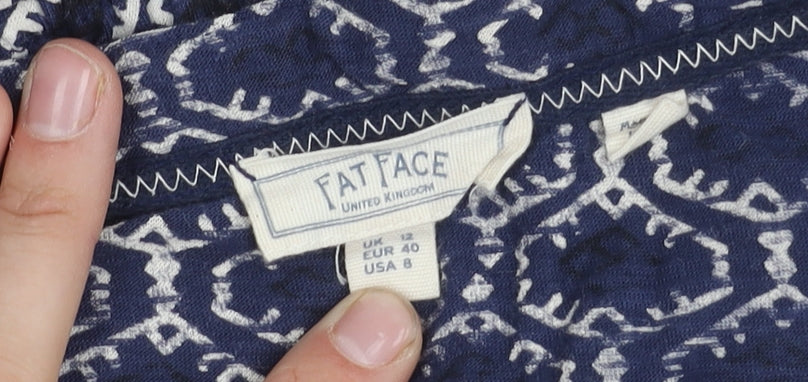 FAT FACE
UNITED KINGDOM
UK 12
EUR 40
USA 8